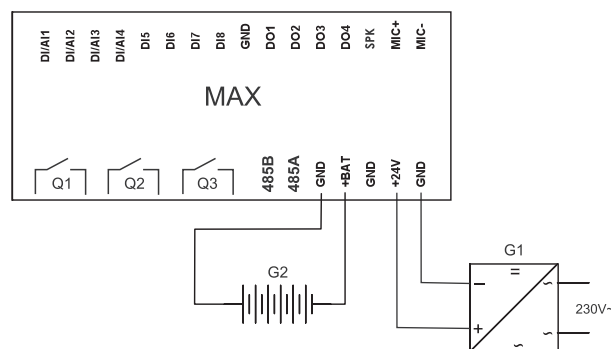 DI/AI1 DI/AI2 DI/AI3 DI/AI4 DI5 DI6 DI7 DI8 GND DO1 DO2 DO3 DO4 SPK MIC+ MIC-
MAX
Q1 Q2 Q3 485B 485A GND +BAT GND +24V GND
G2
G1
=
− ~
230V~
+ ~
~